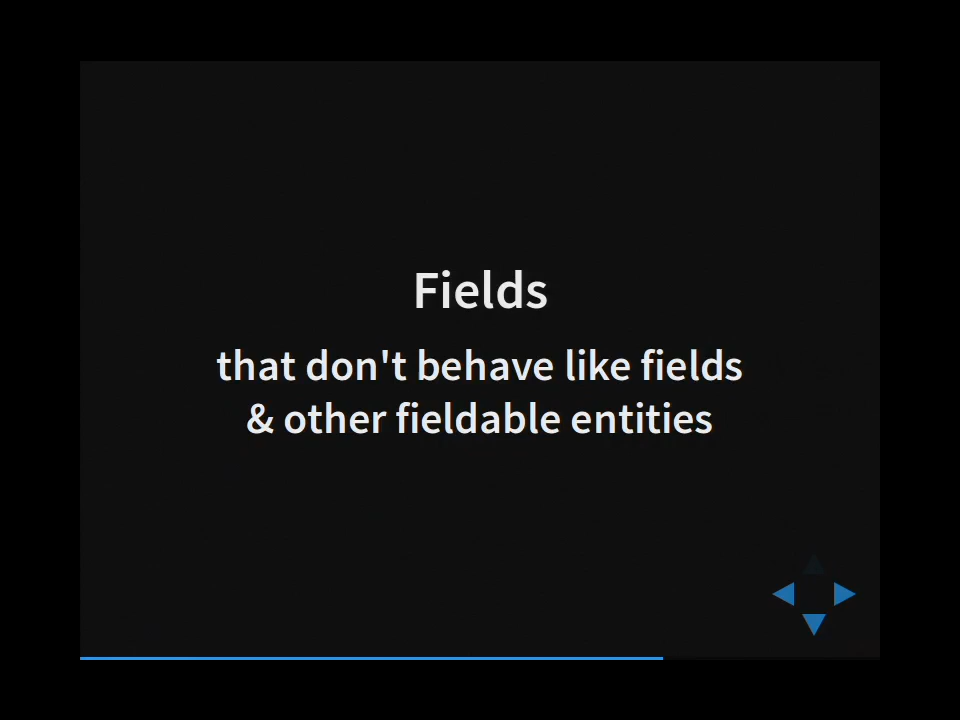 Fields
that don't behave like fields
& other fieldable entities